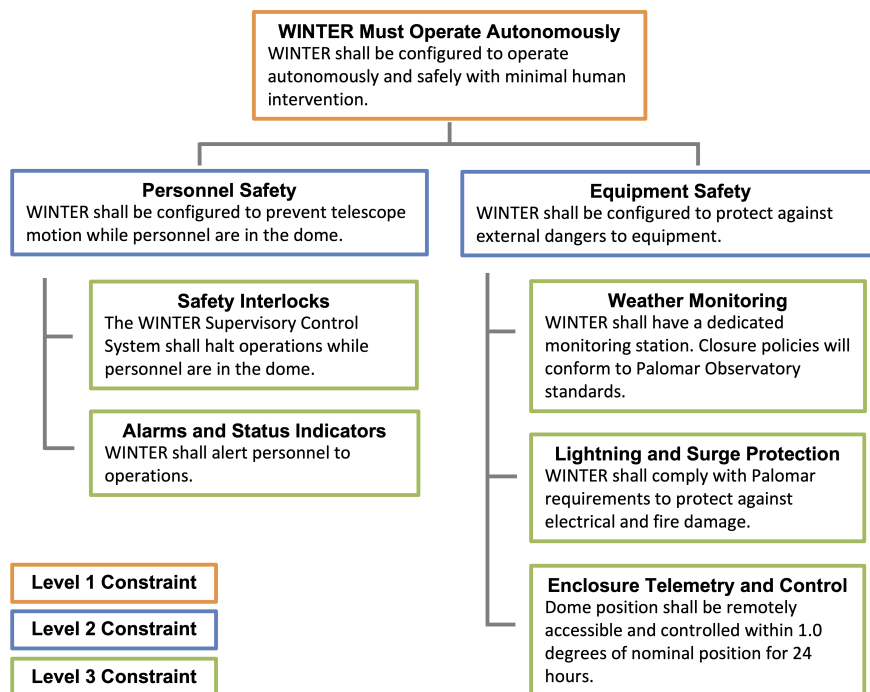 WINTER Must Operate Autonomously
WINTER shall be configured to operate
autonomously and safely with minimal human
intervention.
Personnel Safety
WINTER shall be configured to prevent telescope
motion while personnel are in the dome.
Equipment Safety
WINTER shall be configured to protect against
external dangers to equipment.
Safety Interlocks
The WINTER Supervisory Control
System shall halt operations while
personnel are in the dome.
Alarms and Status Indicators
WINTER shall alert personnel to
operations.
Weather Monitoring
WINTER shall have a dedicated
monitoring station. Closure policies will
conform to Palomar Observatory
standards.
Lightning and Surge Protection
WINTER shall comply with Palomar
requirements to protect against
electrical and fire damage.
Enclosure Telemetry and Control
Dome position shall be remotely
accessible and controlled within 1.0
degrees of nominal position for 24
hours.
Level 1 Constraint
Level 2 Constraint
Level 3 Constraint